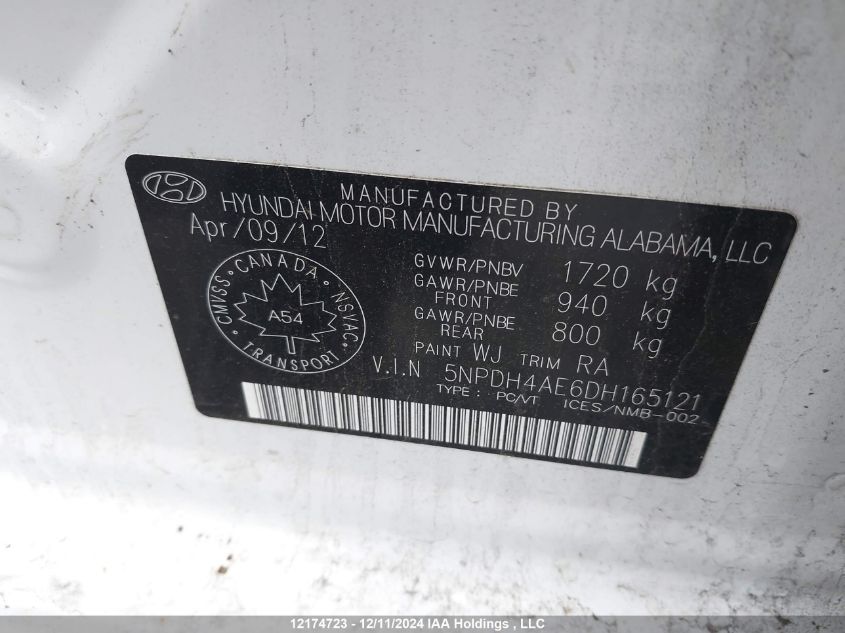 MANUFACTURED BY
HYUNDAI MOTOR MANUFACTURING ALABAMA, LLC
Apr/09/12
GVWR/PNBV 1720 kg
GAWR/PNBE FRONT 940 kg
GAWR/PNBE REAR 800 kg
PAINT WJ TRIM RA
V.I.N 5NPDH4AE6DH165121
TYPE : PC/VT ICES/NMB-002
CMVSS • CANADA • NSVAC • TRANSPORT •
A54
12174723 - 12/11/2024 IAA Holdings , LLC